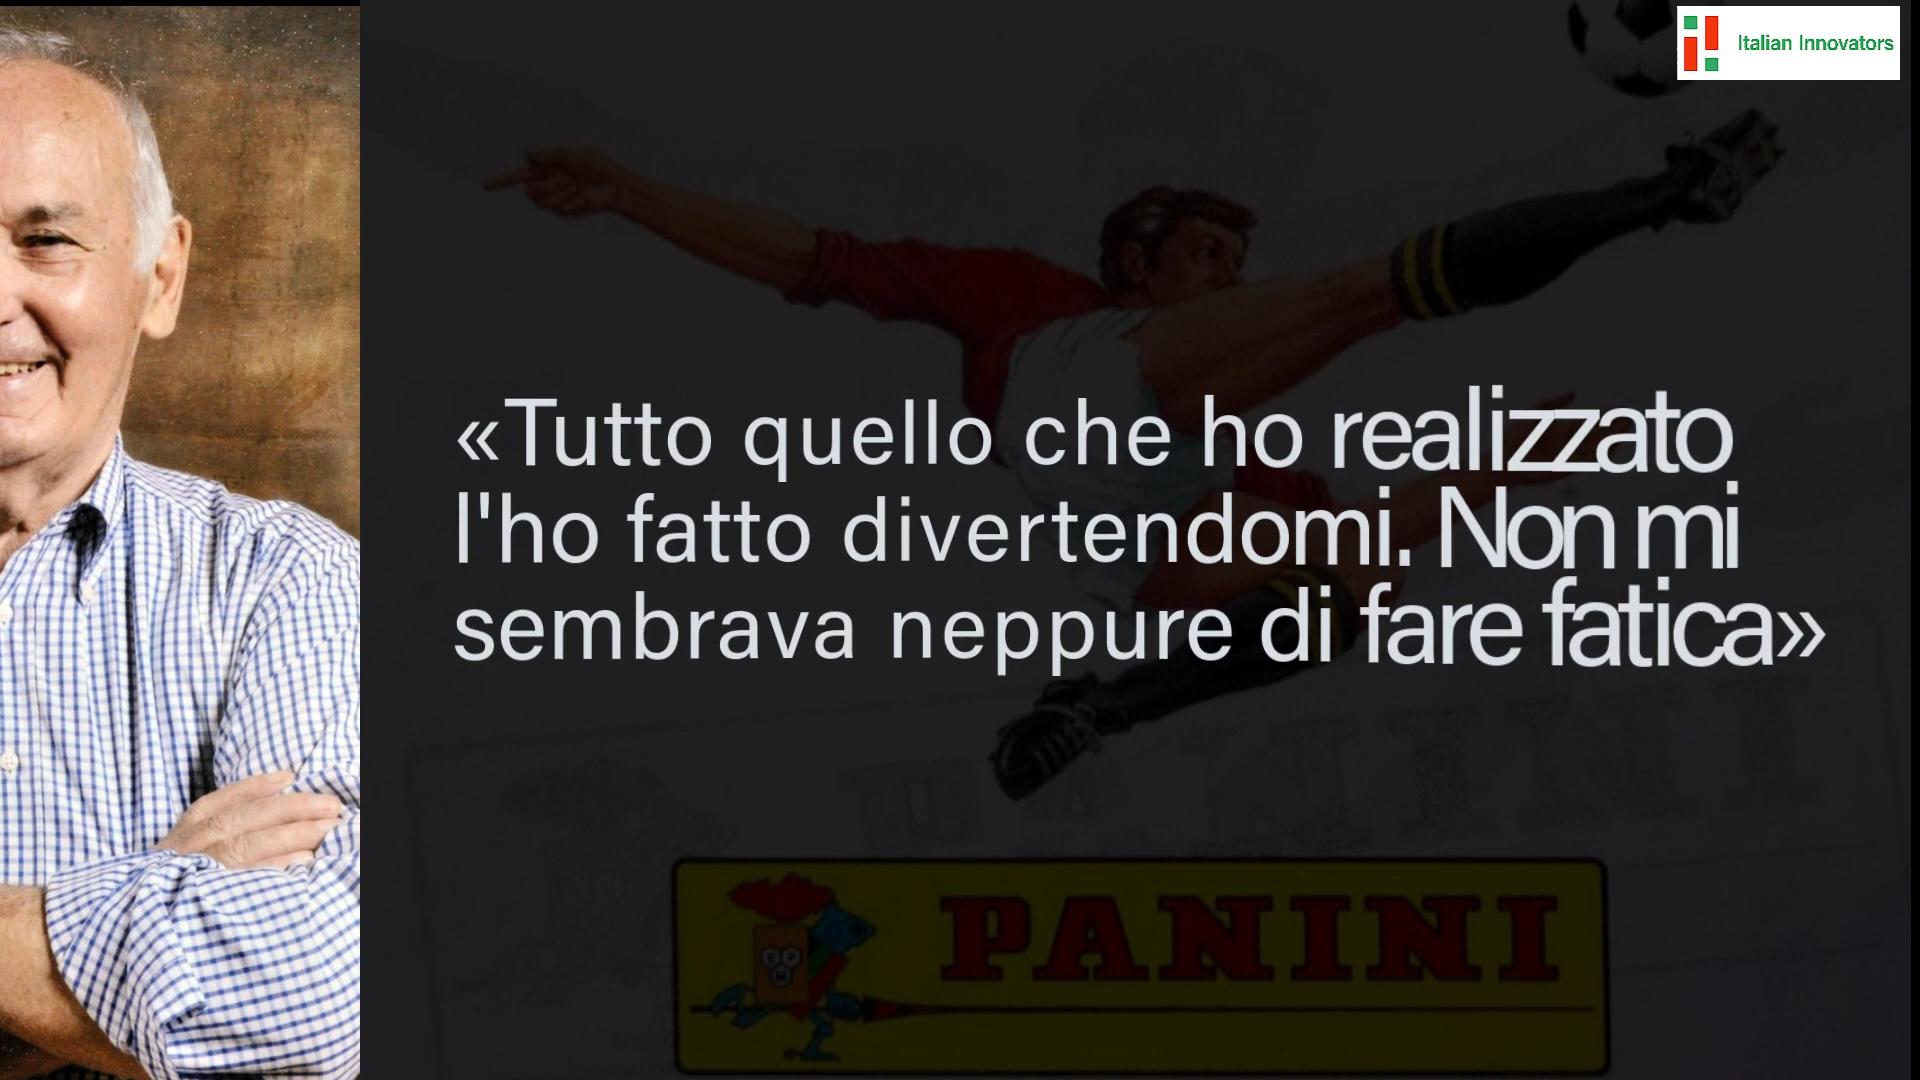 Italian Innovators
«Tutto quello che ho realizzato
l'ho fatto divertendomi. Non mi
sembrava neppure di fare fatica»
PANINI